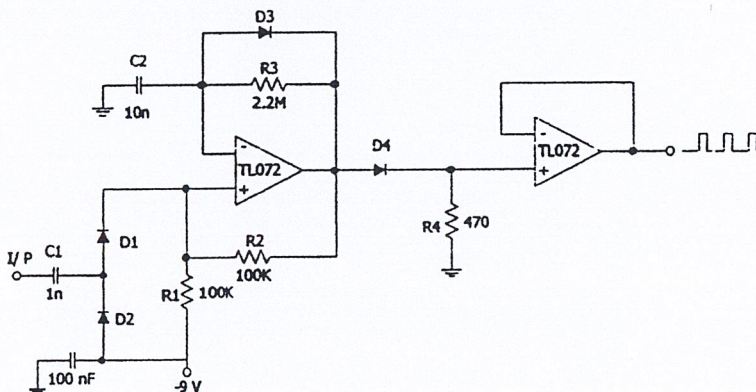 D3
C2
R3
2.2M
10n
-
TL072
+
D4
-
TL072
+
R4 470
D1
R2
100K
I/P C1
1n
R1 100K
D2
100 nF
-9 V